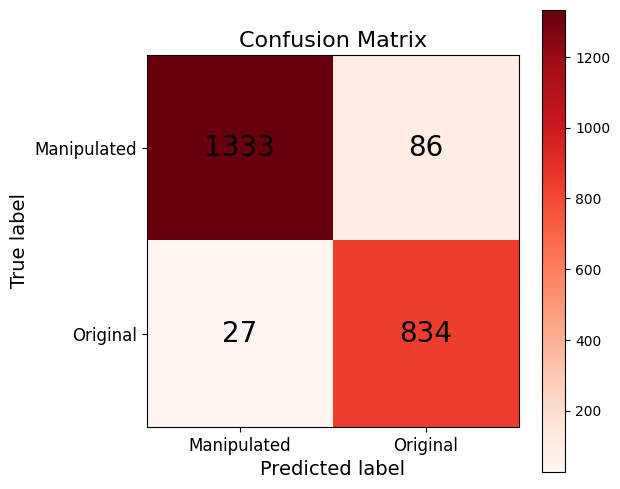 Confusion Matrix
True label
Manipulated
1333
86
Original
27
834
Manipulated
Original
Predicted label
1200
1000
800
600
400
200